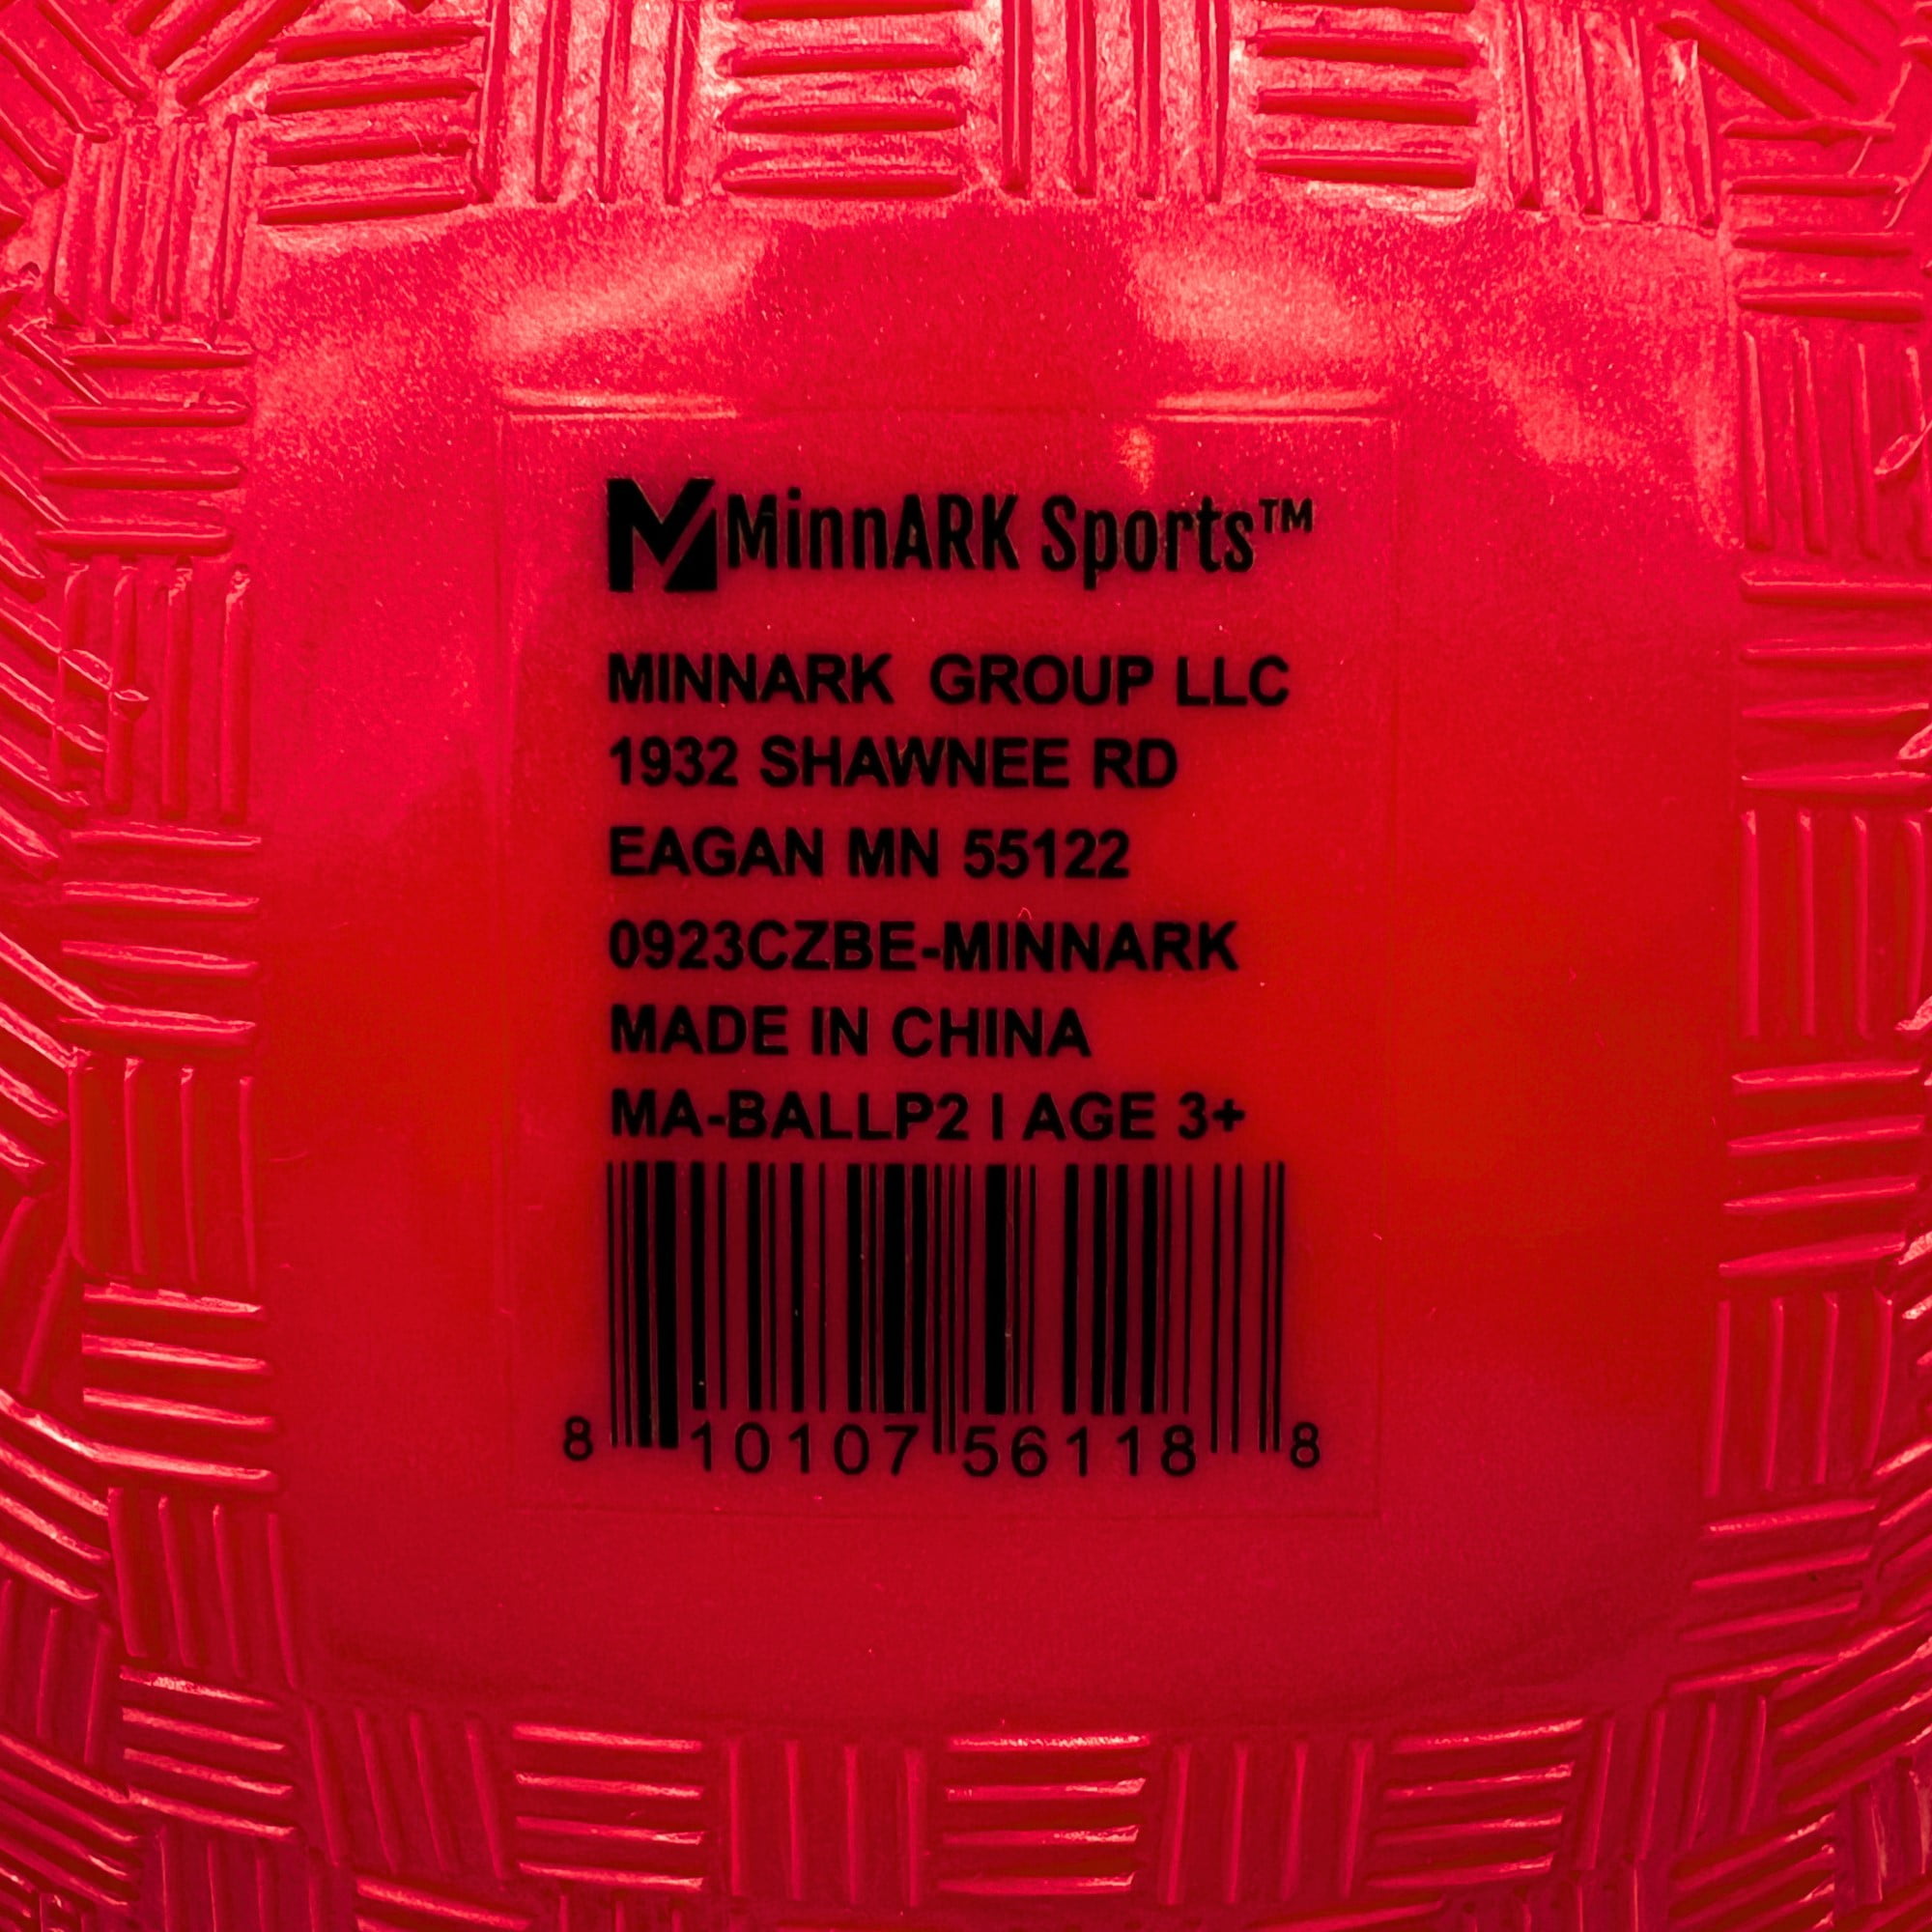 MinnARK Sports™
MINNARK GROUP LLC
1932 SHAWNEE RD
EAGAN MN 55122
0923CZBE-MINNARK
MADE IN CHINA
MA-BALLP2 I AGE 3+
8 10107 56118 8